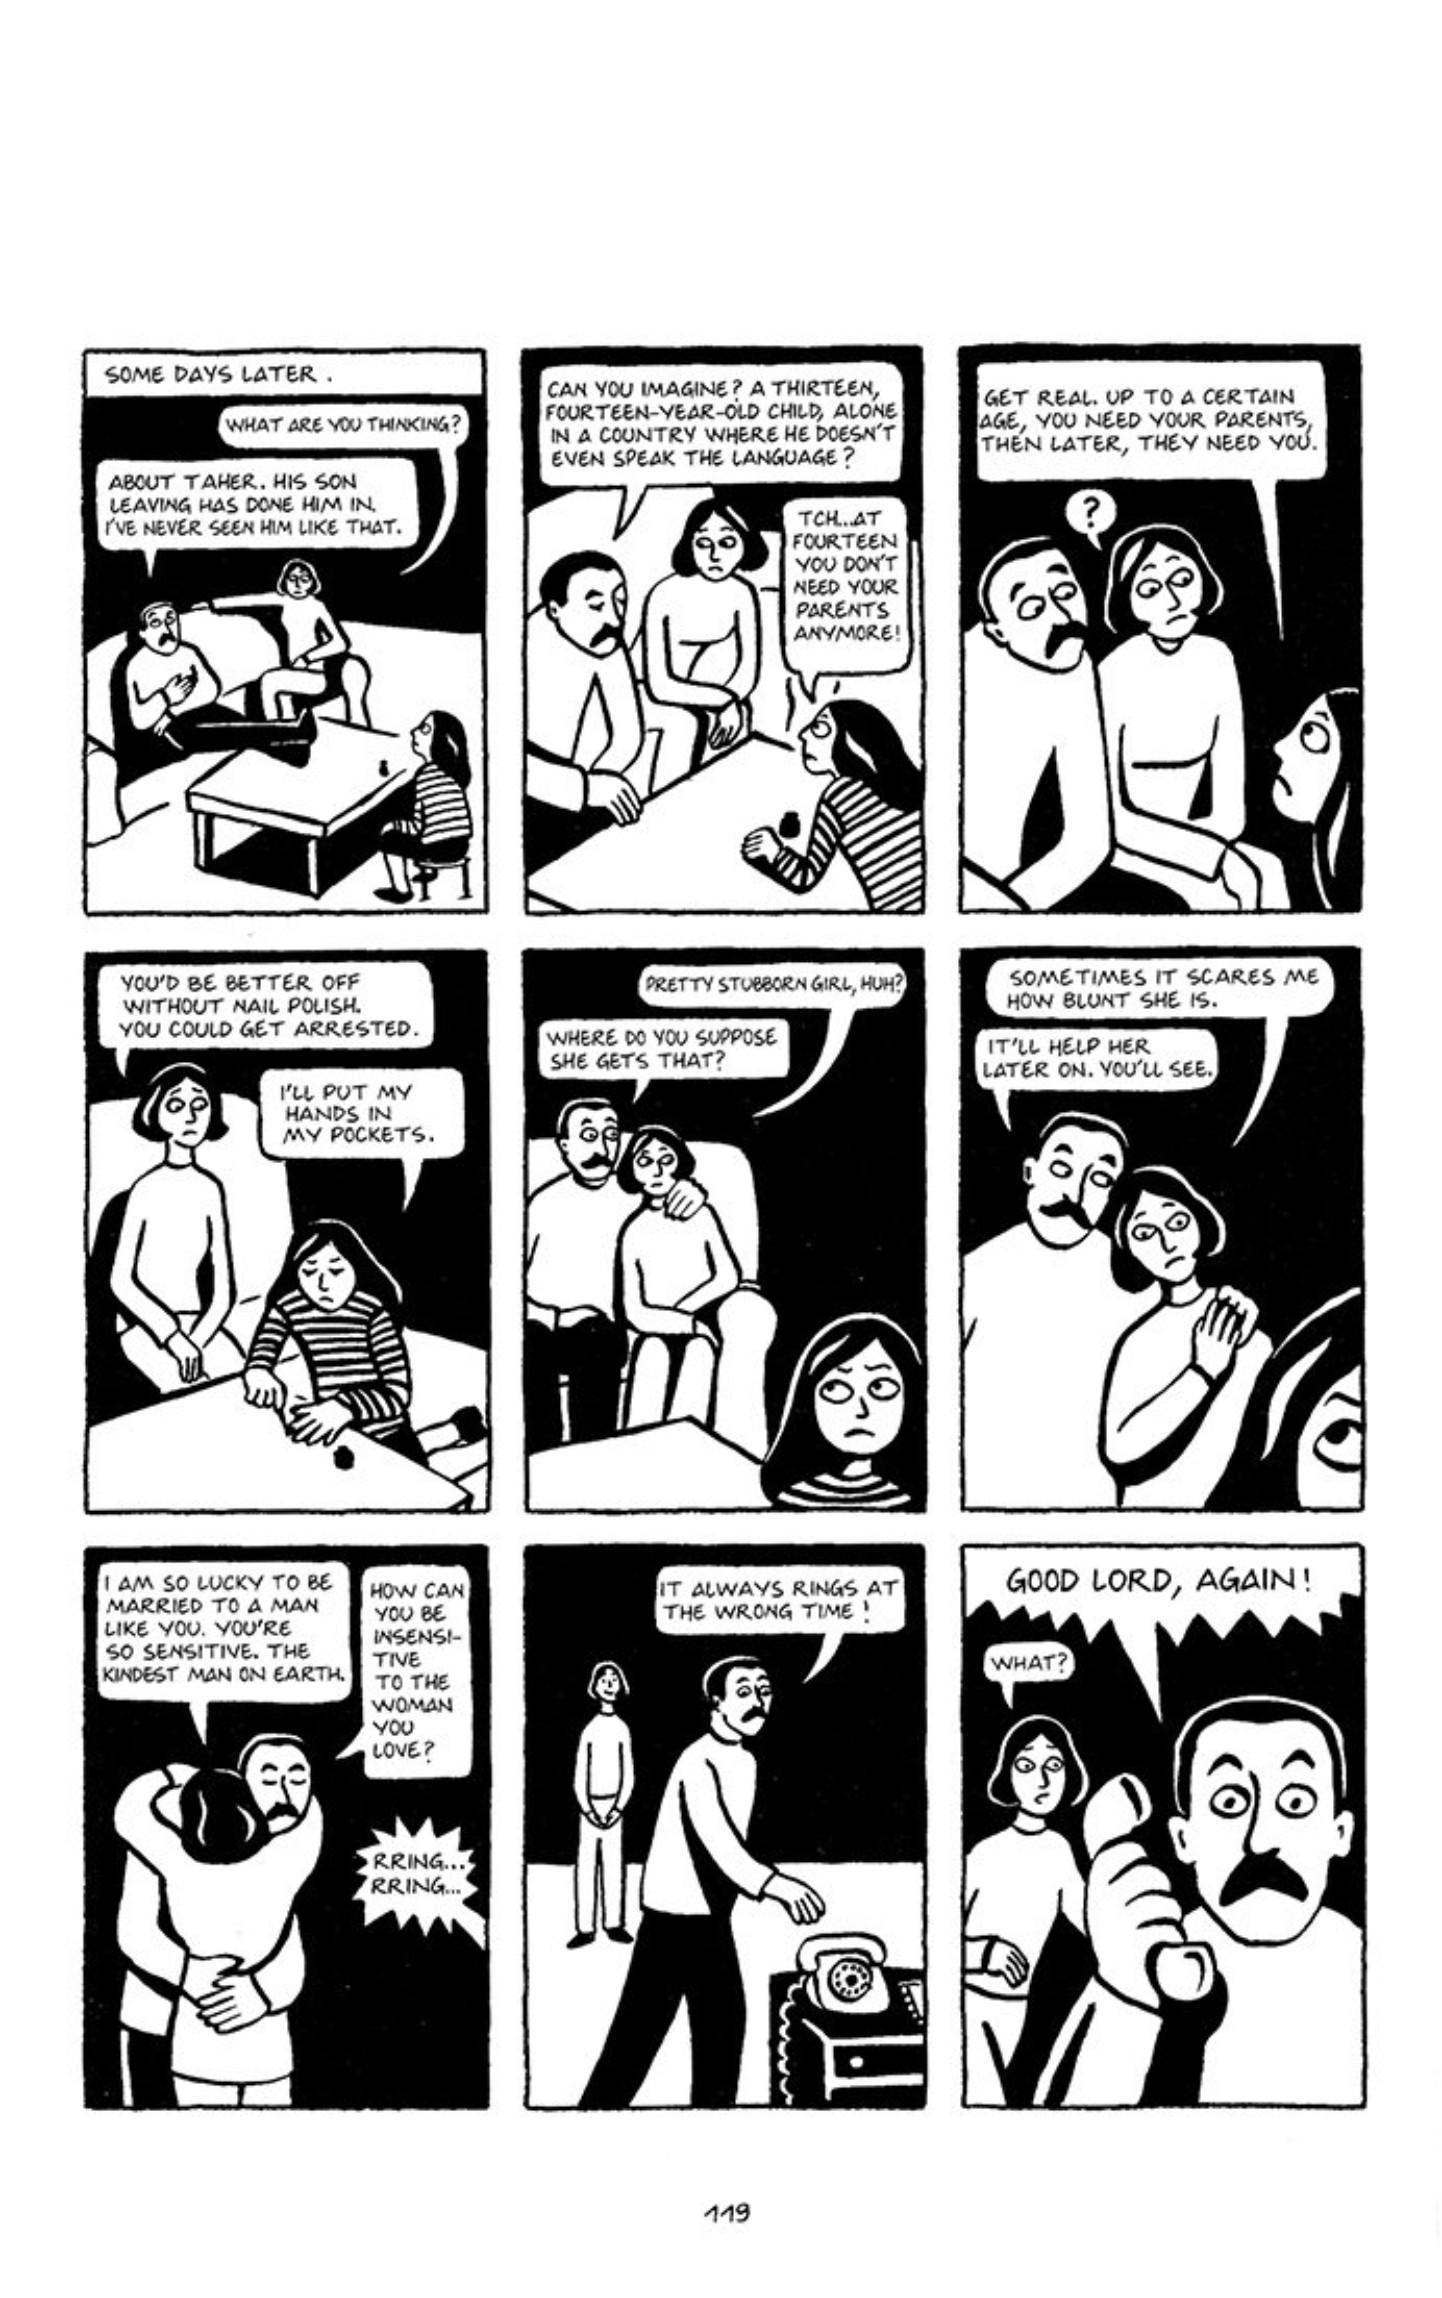 SOME DAYS LATER .
WHAT ARE YOU THINKING?
ABOUT TAHER. HIS SON
LEAVING HAS DONE HIM IN.
I'VE NEVER SEEN HIM LIKE THAT.
CAN YOU IMAGINE? A THIRTEEN,
FOURTEEN-YEAR-OLD CHILD, ALONE
IN A COUNTRY WHERE HE DOESN'T
EVEN SPEAK THE LANGUAGE?
TCH...AT
FOURTEEN
YOU DON'T
NEED YOUR
PARENTS
ANYMORE!
GET REAL. UP TO A CERTAIN
AGE, YOU NEED YOUR PARENTS,
THEN LATER, THEY NEED YOU.
?
YOU'D BE BETTER OFF
WITHOUT NAIL POLISH.
YOU COULD GET ARRESTED.
I'LL PUT MY
HANDS IN
MY POCKETS.
PRETTY STUBBORN GIRL, HUH?
WHERE DO YOU SUPPOSE
SHE GETS THAT?
SOMETIMES IT SCARES ME
HOW BLUNT SHE IS.
IT'LL HELP HER
LATER ON. YOU'LL SEE.
I AM SO LUCKY TO BE
MARRIED TO A MAN
LIKE YOU. YOU'RE
SO SENSITIVE. THE
KINDEST MAN ON EARTH.
HOW CAN
YOU BE
INSENSI-
TIVE
TO THE
WOMAN
YOU
LOVE?
RRING...
RRING...
IT ALWAYS RINGS AT
THE WRONG TIME !
GOOD LORD, AGAIN!
WHAT?
119